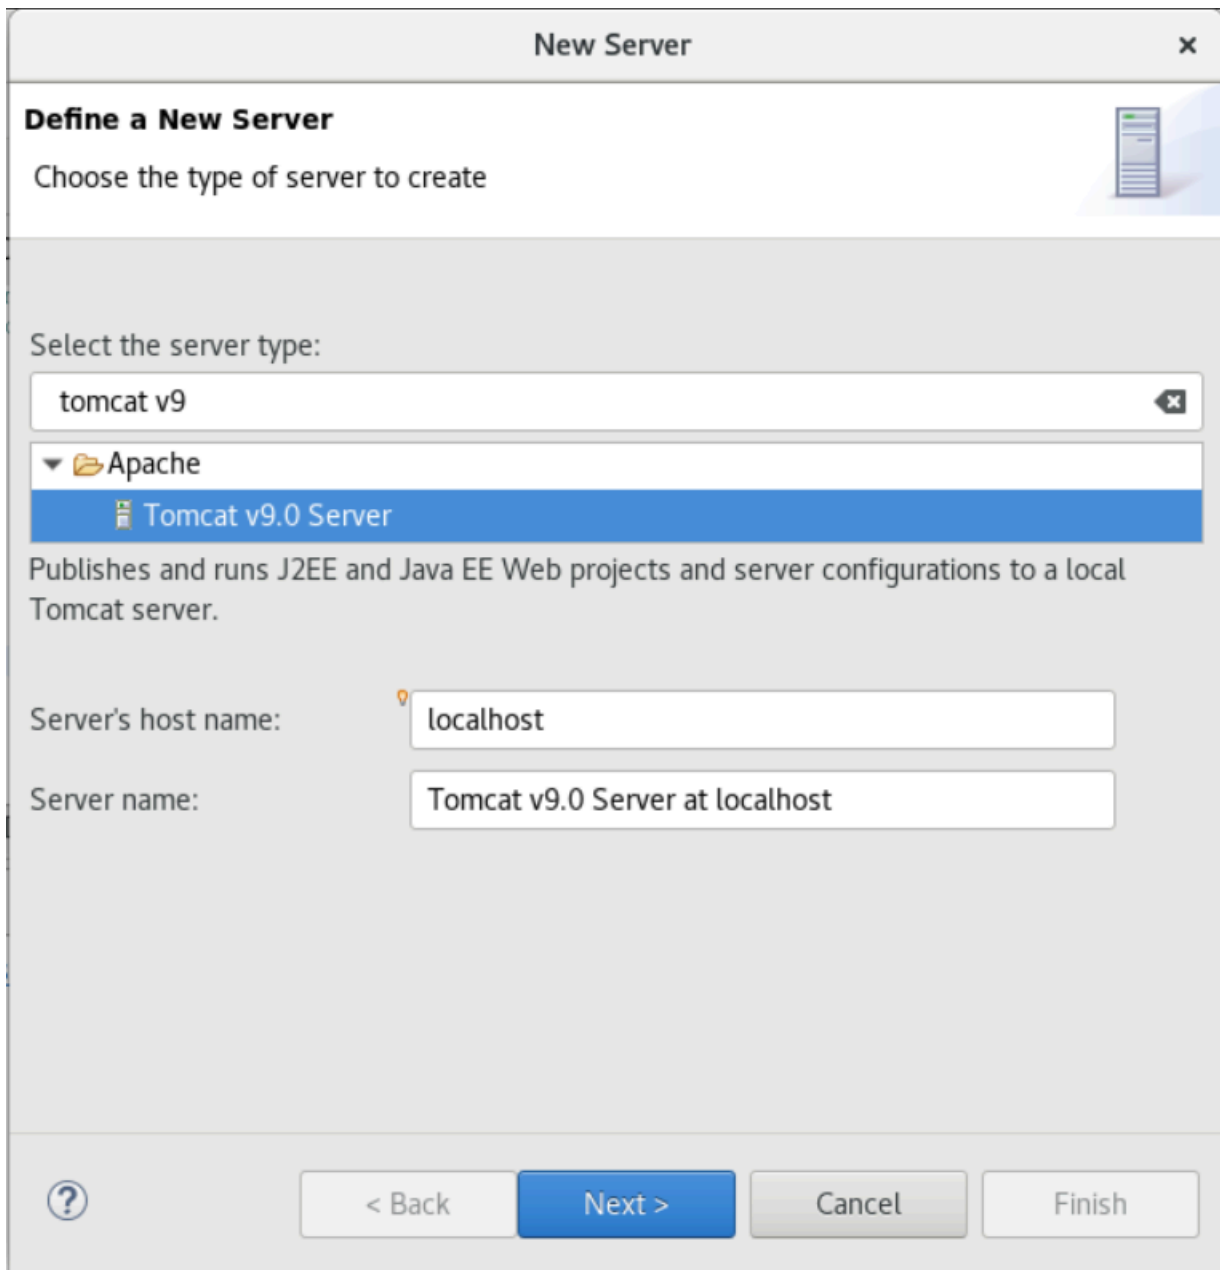 New Server
Define a New Server
Choose the type of server to create
Select the server type:
tomcat v9
Apache
Tomcat v9.0 Server
Publishes and runs J2EE and Java EE Web projects and server configurations to a local
Tomcat server.
Server's host name:
localhost
Server name:
Tomcat v9.0 Server at localhost
< Back
Next >
Cancel
Finish